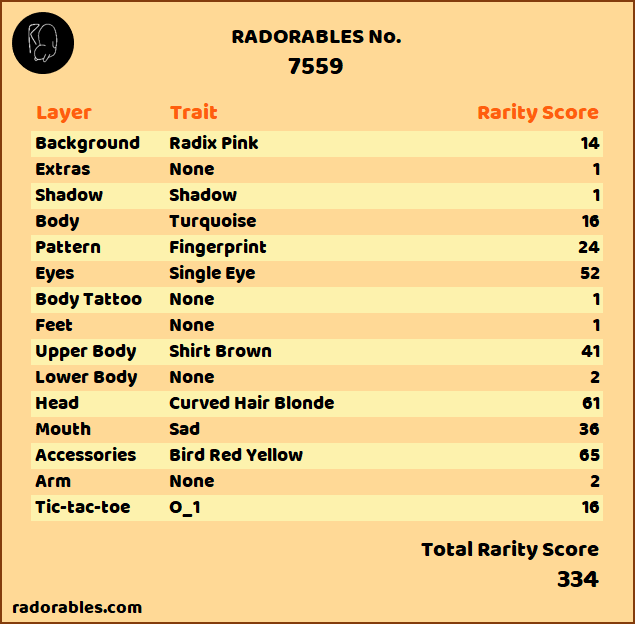 RADORABLES No.
7559
Layer Trait Rarity Score
Background Radix Pink 14
Extras None 1
Shadow Shadow 1
Body Turquoise 16
Pattern Fingerprint 24
Eyes Single Eye 52
Body Tattoo None 1
Feet None 1
Upper Body Shirt Brown 41
Lower Body None 2
Head Curved Hair Blonde 61
Mouth Sad 36
Accessories Bird Red Yellow 65
Arm None 2
Tic-tac-toe O_1 16
Total Rarity Score
334
radorables.com